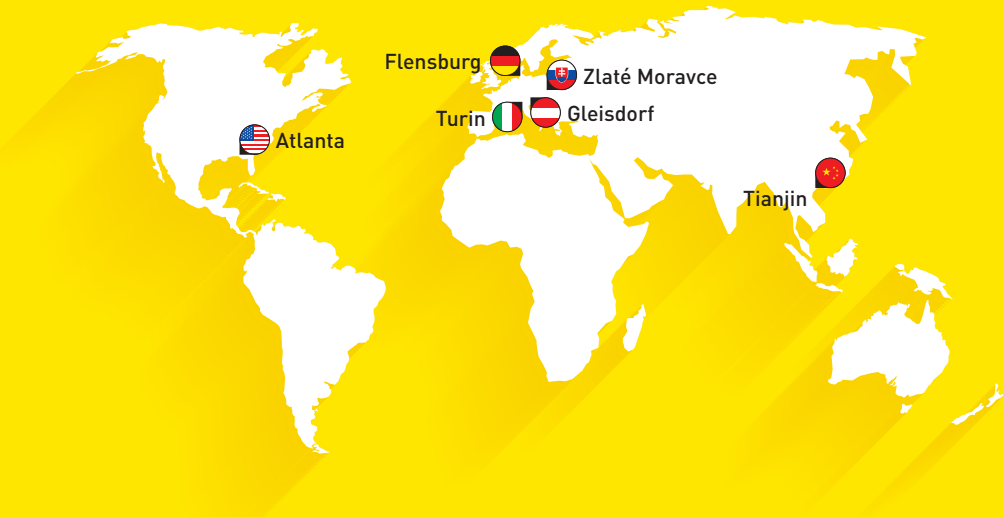 Flensburg
Zlaté Moravce
Turin
Gleisdorf
Atlanta
Tianjin